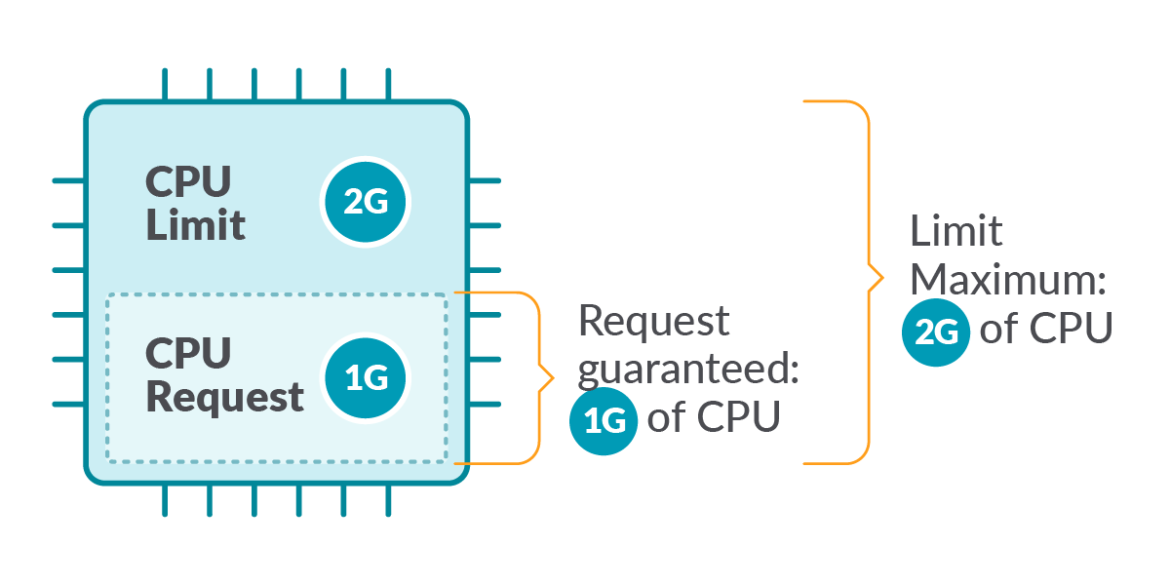 CPU
Limit
2G
CPU
Request
1G
Request
guaranteed:
1G of CPU
Limit
Maximum:
2G of CPU